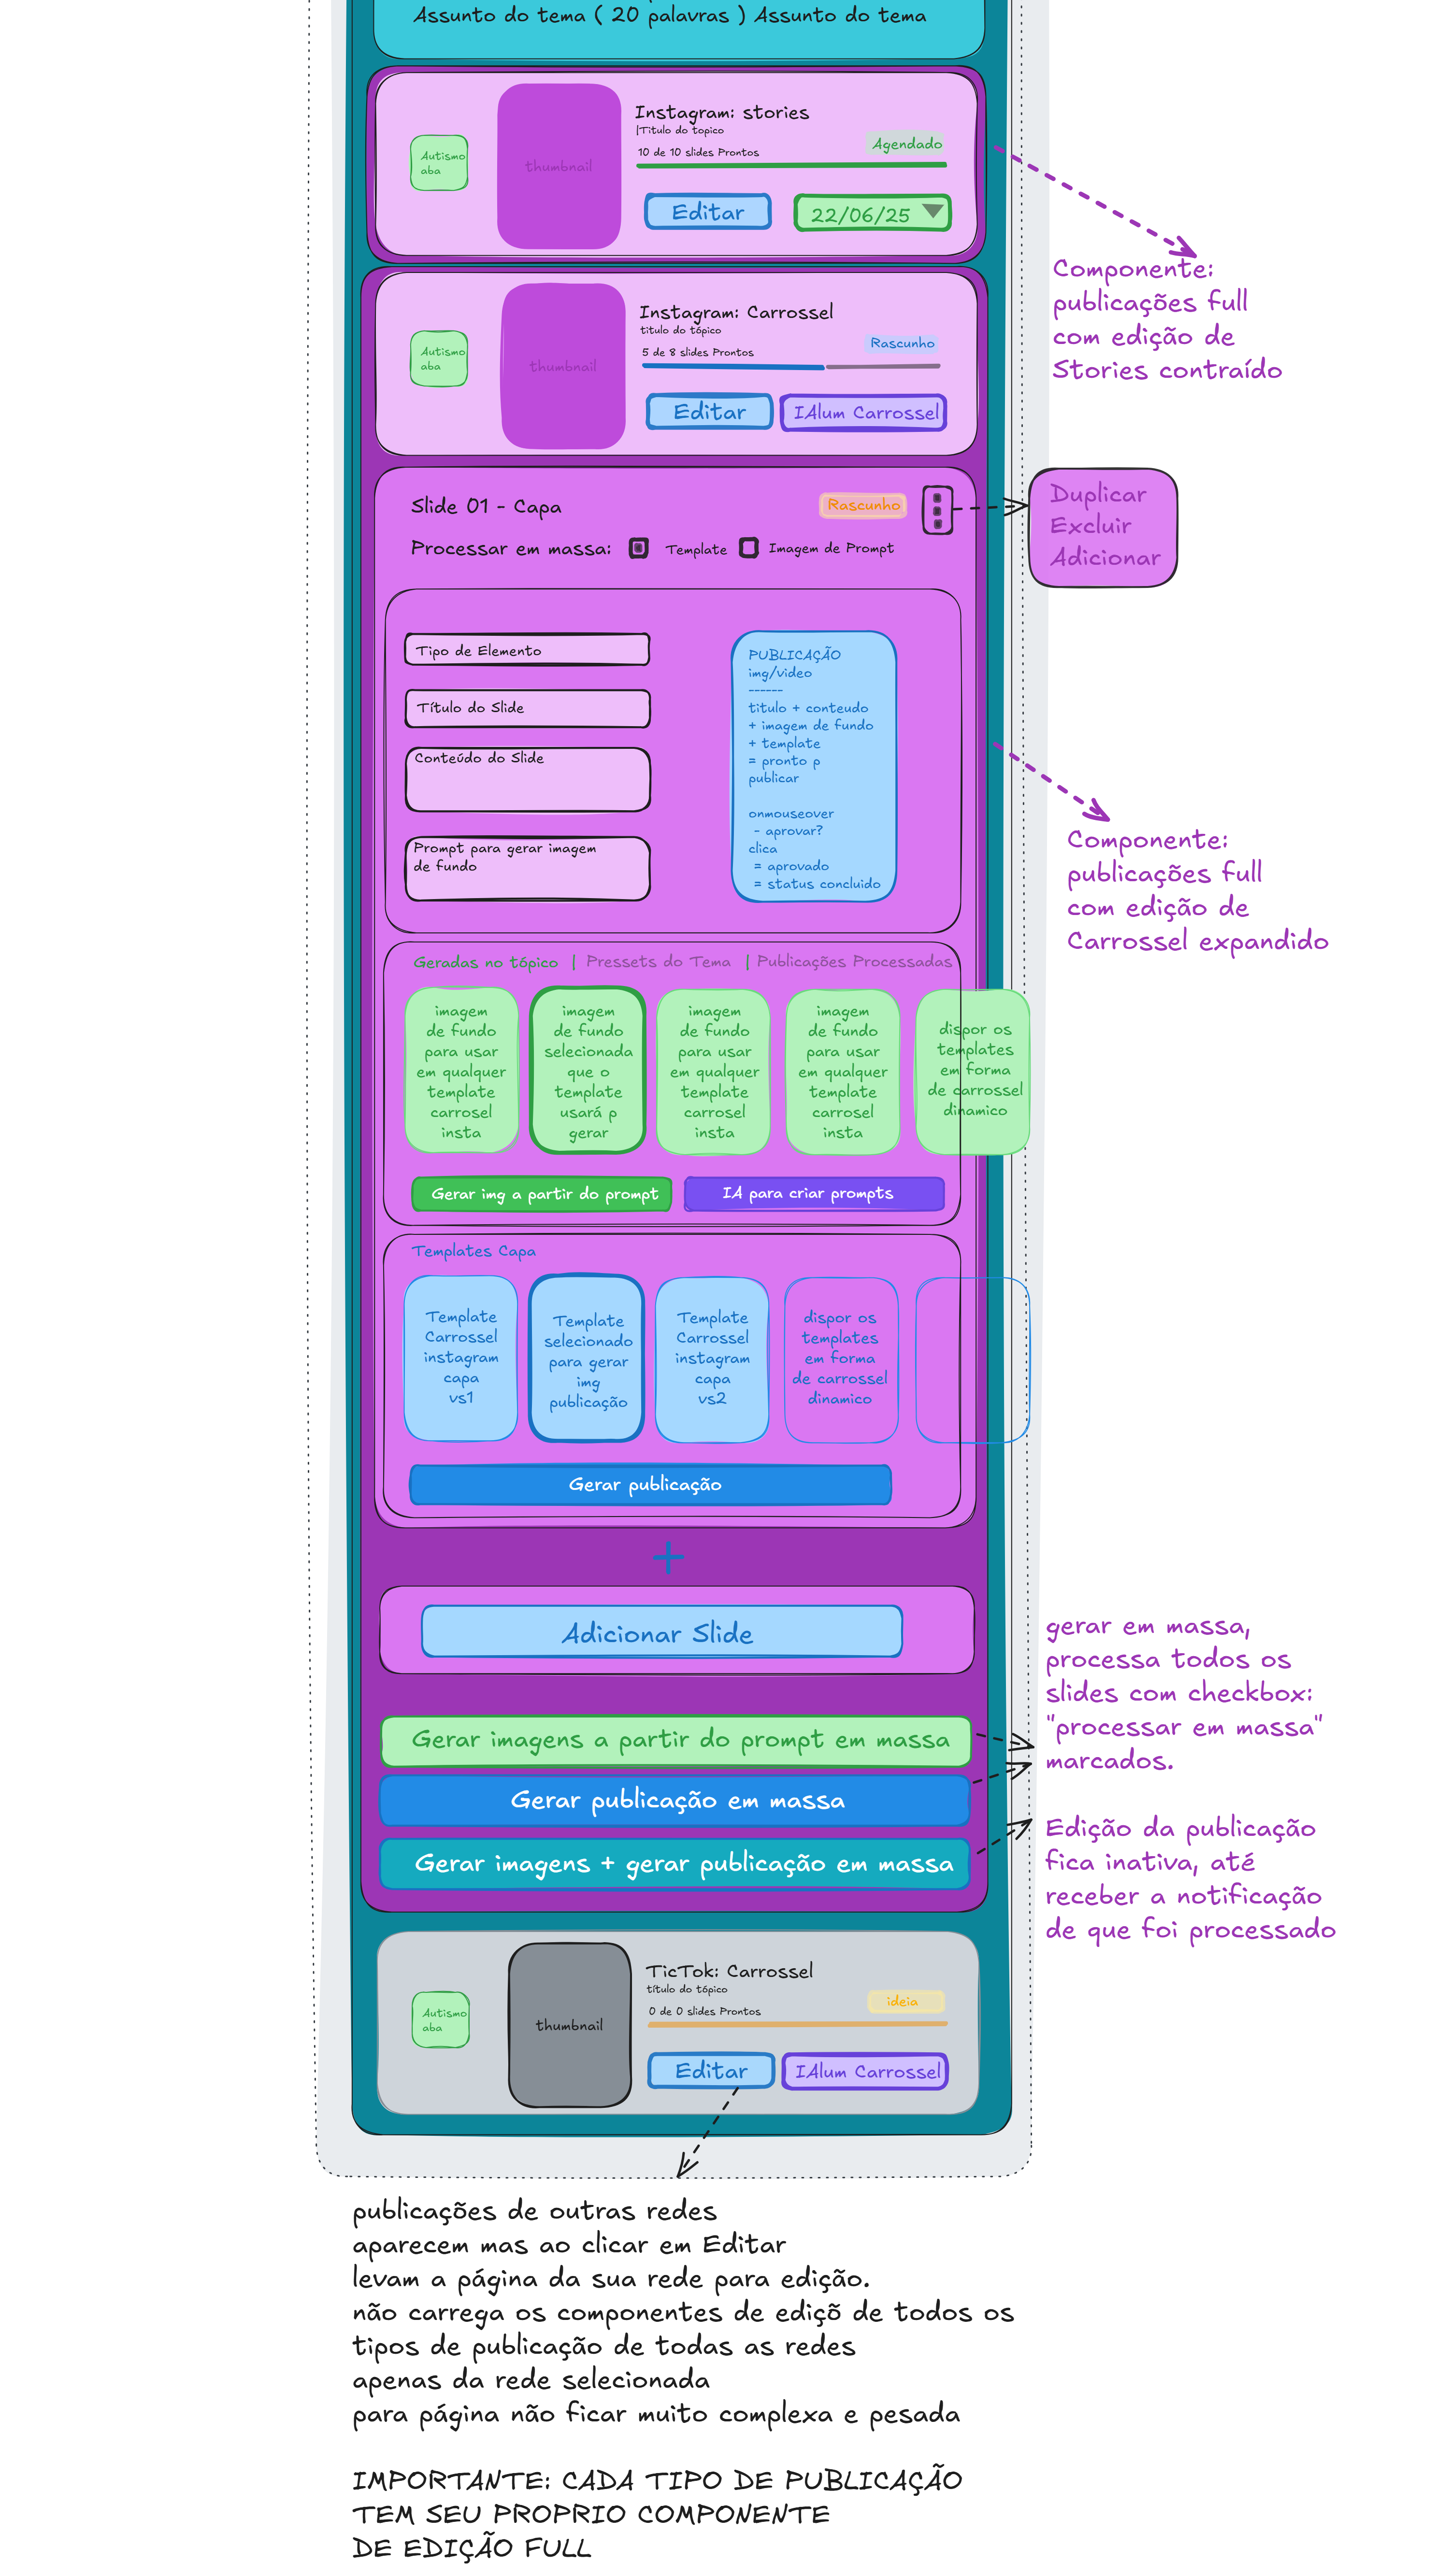 Assunto do tema ( 20 palavras ) Assunto do tema
Autismo
aba
thumbnail
Instagram: stories
|Titulo do topico
10 de 10 slides Prontos
Agendado
Editar
22/06/25
Componente:
publicações full
com edição de
Stories contraído
Autismo
aba
thumbnail
Instagram: Carrossel
titulo do tópico
5 de 8 slides Prontos
Rascunho
Editar
IAlum Carrossel
Slide 01 - Capa
Rascunho
Duplicar
Excluir
Adicionar
Processar em massa:
Template
Imagem de Prompt
Tipo de Elemento
Título do Slide
Conteúdo do Slide
Prompt para gerar imagem
de fundo
PUBLICAÇÃO
img/video
------
titulo + conteudo
+ imagem de fundo
+ template
= pronto p
publicar
onmouseover
- aprovar?
clica
= aprovado
= status concluido
Componente:
publicações full
com edição de
Carrossel expandido
Geradas no tópico | Pressets do Tema | Publicações Processadas
imagem
de fundo
para usar
em qualquer
template
carrosel
insta
imagem
de fundo
selecionada
que o
template
usará p
gerar
imagem
de fundo
para usar
em qualquer
template
carrosel
insta
imagem
de fundo
para usar
em qualquer
template
carrosel
insta
dispor os
templates
em forma
de carrossel
dinamico
Gerar img a partir do prompt
IA para criar prompts
Templates Capa
Template
Carrossel
instagram
capa
vs1
Template
selecionado
para gerar
img
publicação
Template
Carrossel
instagram
capa
vs2
dispor os
templates
em forma
de carrossel
dinamico
Gerar publicação
+
Adicionar Slide
Gerar imagens a partir do prompt em massa
Gerar publicação em massa
Gerar imagens + gerar publicação em massa
gerar em massa,
processa todos os
slides com checkbox:
"processar em massa"
marcados.
Edição da publicação
fica inativa, até
receber a notificação
de que foi processado
Autismo
aba
thumbnail
TicTok: Carrossel
título do tópico
0 de 0 slides Prontos
ideia
Editar
IAlum Carrossel
publicações de outras redes
aparecem mas ao clicar em Editar
levam a página da sua rede para edição.
não carrega os componentes de ediçõ de todos os
tipos de publicação de todas as redes
apenas da rede selecionada
para página não ficar muito complexa e pesada
IMPORTANTE: CADA TIPO DE PUBLICAÇÃO
TEM SEU PROPRIO COMPONENTE
DE EDIÇÃO FULL